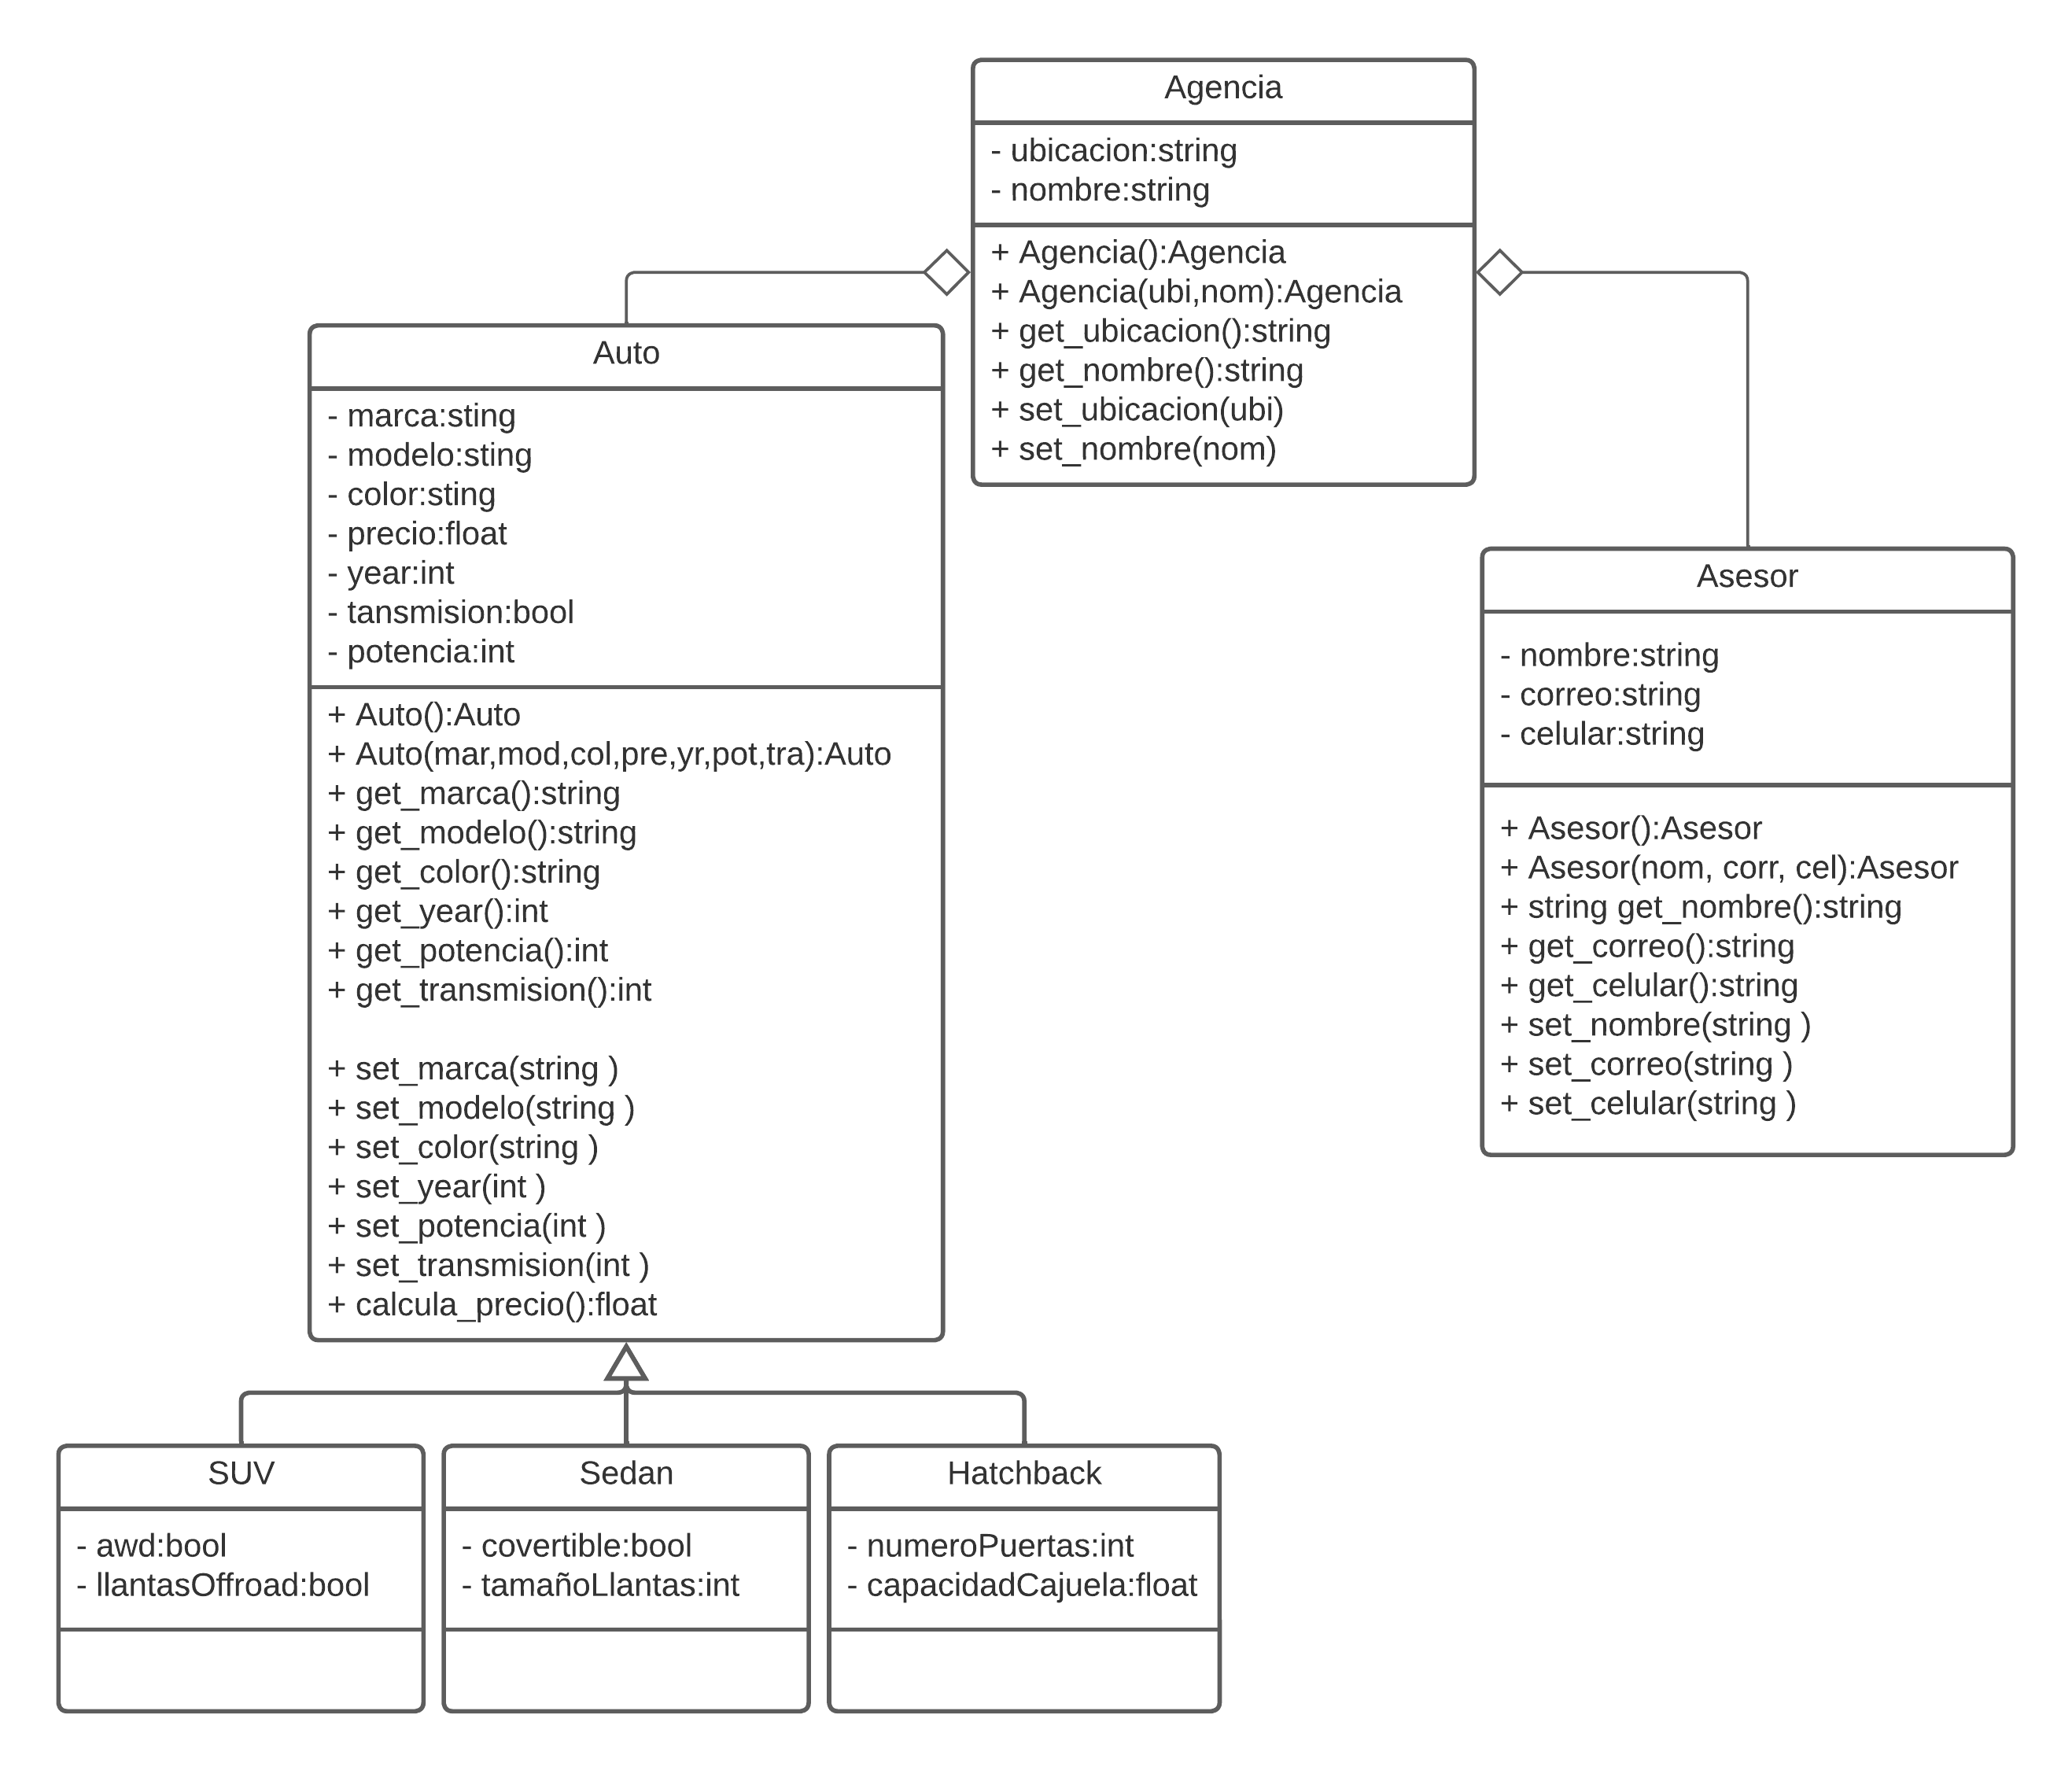 Agencia
- ubicacion:string
- nombre:string
+ Agencia():Agencia
+ Agencia(ubi,nom):Agencia
+ get_ubicacion():string
+ get_nombre():string
+ set_ubicacion(ubi)
+ set_nombre(nom)
Auto
- marca:sting
- modelo:sting
- color:sting
- precio:float
- year:int
- tansmision:bool
- potencia:int
+ Auto():Auto
+ Auto(mar,mod,col,pre,yr,pot,tra):Auto
+ get_marca():string
+ get_modelo():string
+ get_color():string
+ get_year():int
+ get_potencia():int
+ get_transmision():int
+ set_marca(string )
+ set_modelo(string )
+ set_color(string )
+ set_year(int )
+ set_potencia(int )
+ set_transmision(int )
+ calcula_precio():float
Asesor
- nombre:string
- correo:string
- celular:string
+ Asesor():Asesor
+ Asesor(nom, corr, cel):Asesor
+ string get_nombre():string
+ get_correo():string
+ get_celular():string
+ set_nombre(string )
+ set_correo(string )
+ set_celular(string )
SUV
- awd:bool
- llantasOffroad:bool
Sedan
- covertible:bool
- tamañoLlantas:int
Hatchback
- numeroPuertas:int
- capacidadCajuela:float